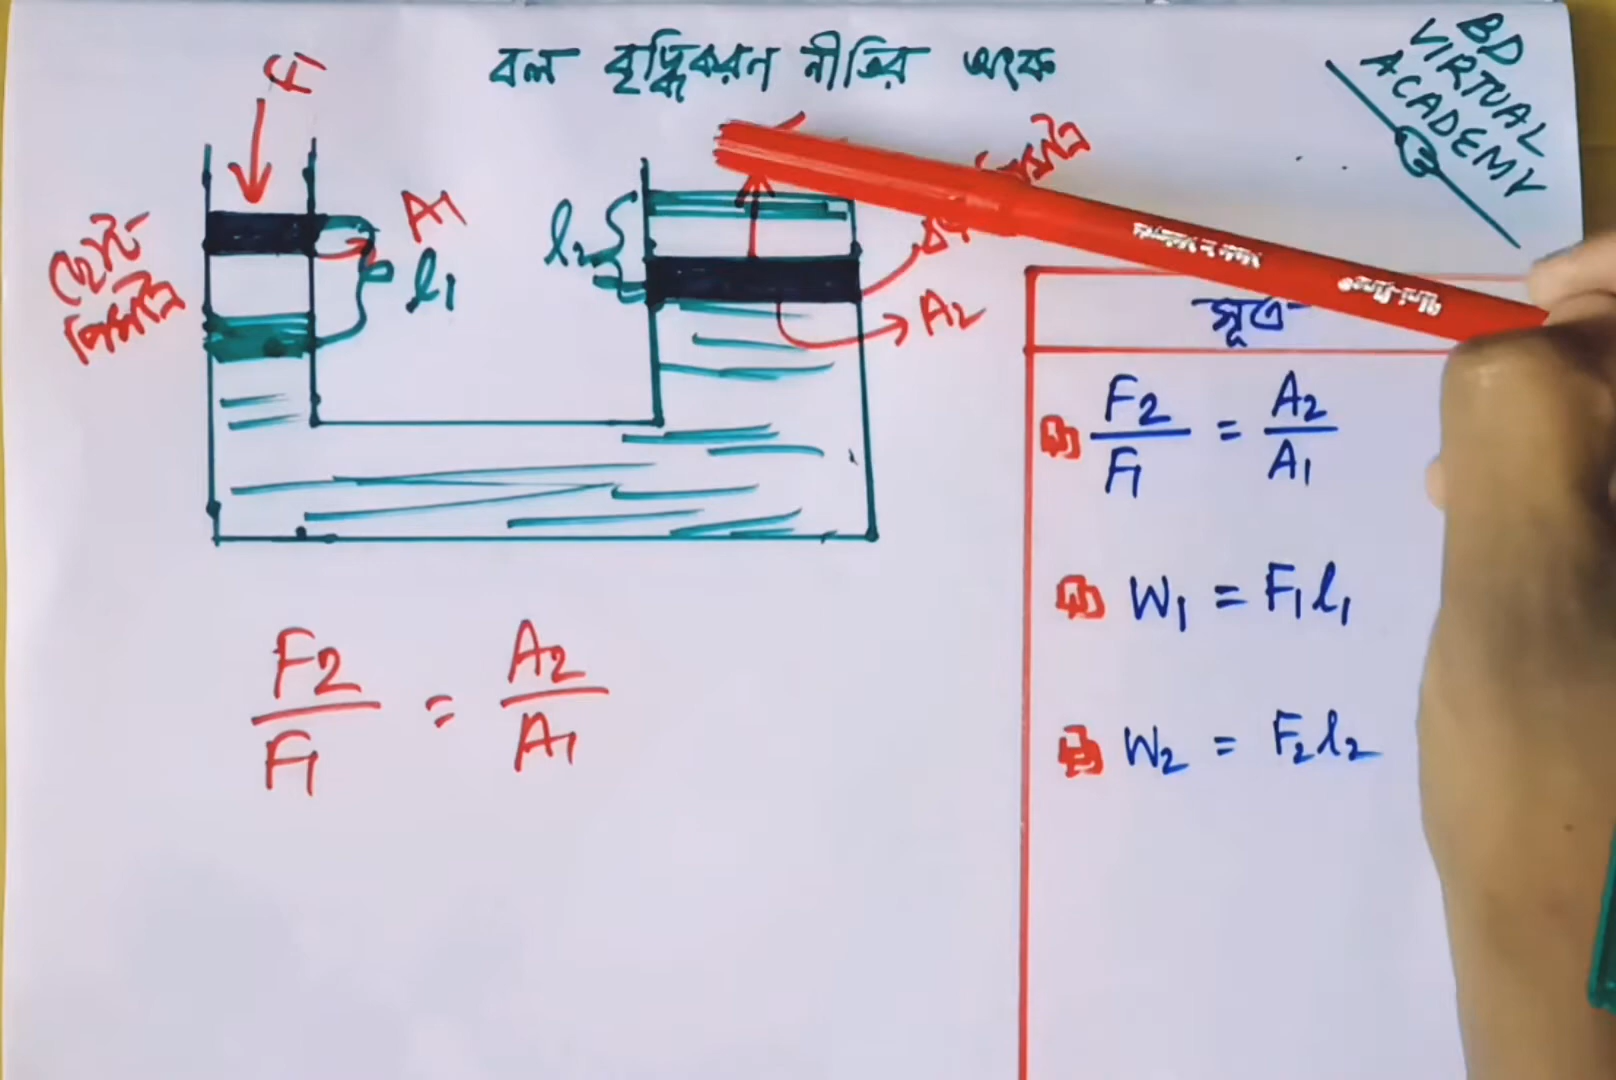 বল বৃদ্ধিকরণ নীতির অংক
BD
VIRTUAL
ACADEMY
F1
A1
ছোট
পিস্টন
l1
l2
A2
সূত্র
F2/F1 = A2/A1
W1 = F1l1
W2 = F2l2
F2/F1 = A2/A1